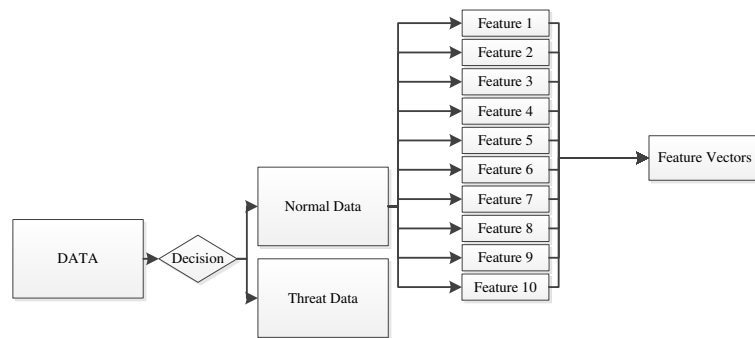 DATA
Decision
Normal Data
Threat Data
Feature 1
Feature 2
Feature 3
Feature 4
Feature 5
Feature 6
Feature 7
Feature 8
Feature 9
Feature 10
Feature Vectors